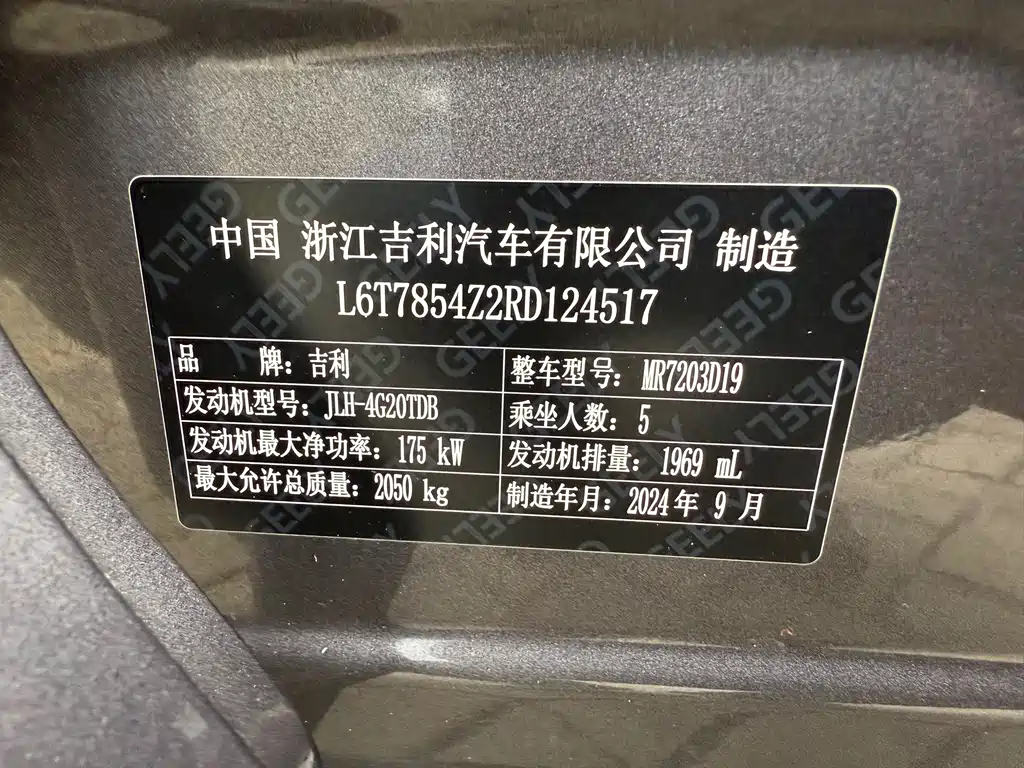 中国 浙江吉利汽车有限公司 制造
L6T7854Z2RD124517
品 牌: 吉利
整车型号: MR7203D19
发动机型号: JLH-4G20TDB
乘坐人数: 5
发动机最大净功率: 175 kW
发动机排量: 1969 mL
最大允许总质量: 2050 kg
制造年月: 2024 年 9 月
GEELY